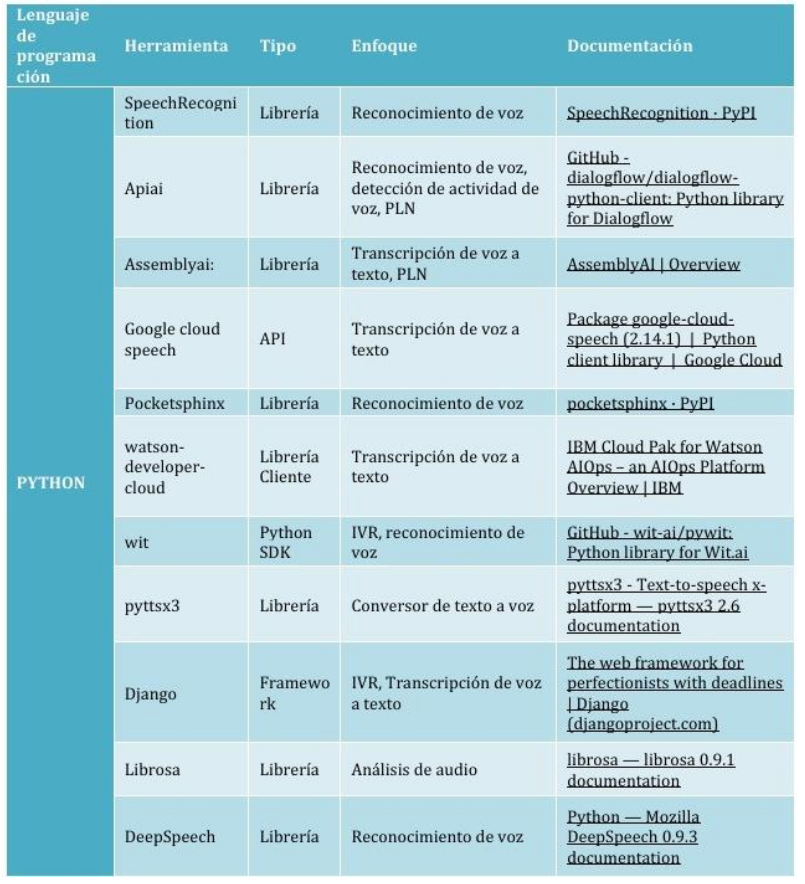 Lenguaje
de
programa
ción
Herramienta
Tipo
Enfoque
Documentación
PYTHON
SpeechRecogni
tion
Librería
Reconocimiento de voz
SpeechRecognition · PyPI
Apiai
Librería
Reconocimiento de voz,
detección de actividad de
voz, PLN
GitHub -
dialogflow/dialogflow-
python-client: Python library
for Dialogflow
Assemblyai:
Librería
Transcripción de voz a
texto, PLN
AssemblyAI | Overview
Google cloud
speech
API
Transcripción de voz a
texto
Package google-cloud-
speech (2.14.1) | Python
client library | Google Cloud
Pocketsphinx
Librería
Reconocimiento de voz
pocketsphinx · PyPI
watson-
developer-
cloud
Librería
Cliente
Transcripción de voz a
texto
IBM Cloud Pak for Watson
AIOps – an AIOps Platform
Overview | IBM
wit
Python
SDK
IVR, reconocimiento de
voz
GitHub - wit-ai/pywit:
Python library for Wit.ai
pyttsx3
Librería
Conversor de texto a voz
pyttsx3 - Text-to-speech x-
platform — pyttsx3 2.6
documentation
Django
Framewo
rk
IVR, Transcripción de voz
a texto
The web framework for
perfectionists with deadlines
| Django
(djangoproject.com)
Librosa
Librería
Análisis de audio
librosa — librosa 0.9.1
documentation
DeepSpeech
Librería
Reconocimiento de voz
Python — Mozilla
DeepSpeech 0.9.3
documentation